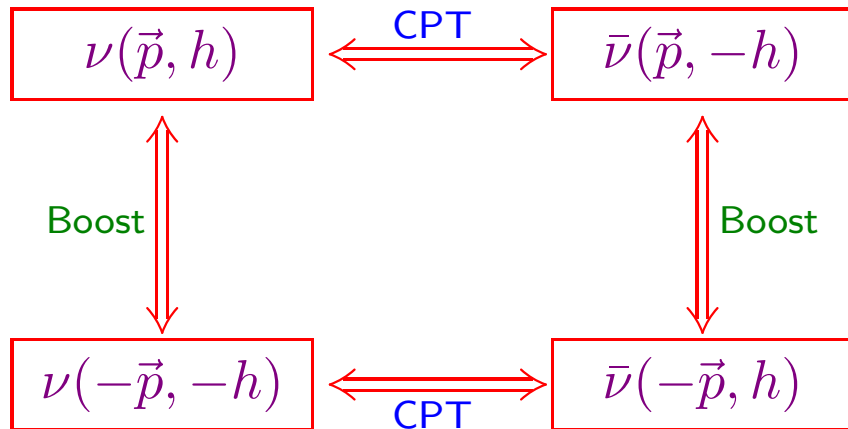 CPT
ν(p⃗, h)
ν̄(p⃗, −h)
Boost
Boost
ν(−p⃗, −h)
ν̄(−p⃗, h)
CPT